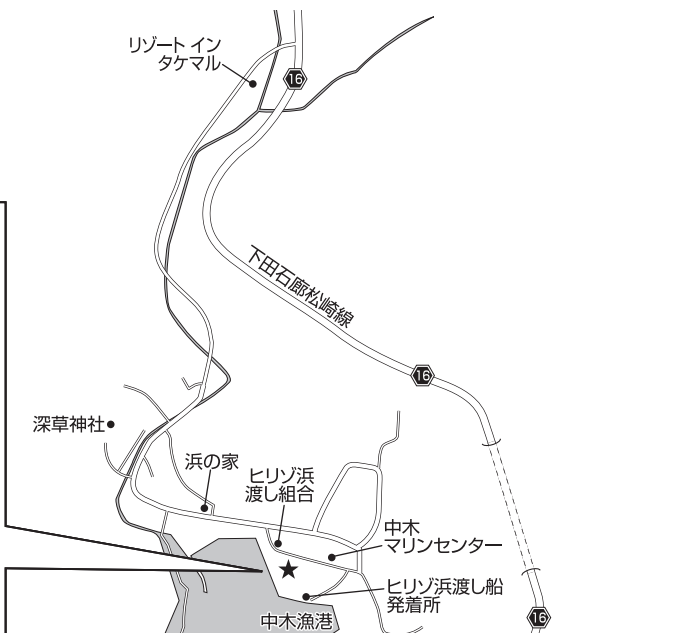 リゾート イン
タケマル
16
下田石廊松崎線
16
深草神社
浜の家
ヒリゾ浜
渡し組合
中木
マリンセンター
ヒリゾ浜渡し船
発着所
中木漁港
16